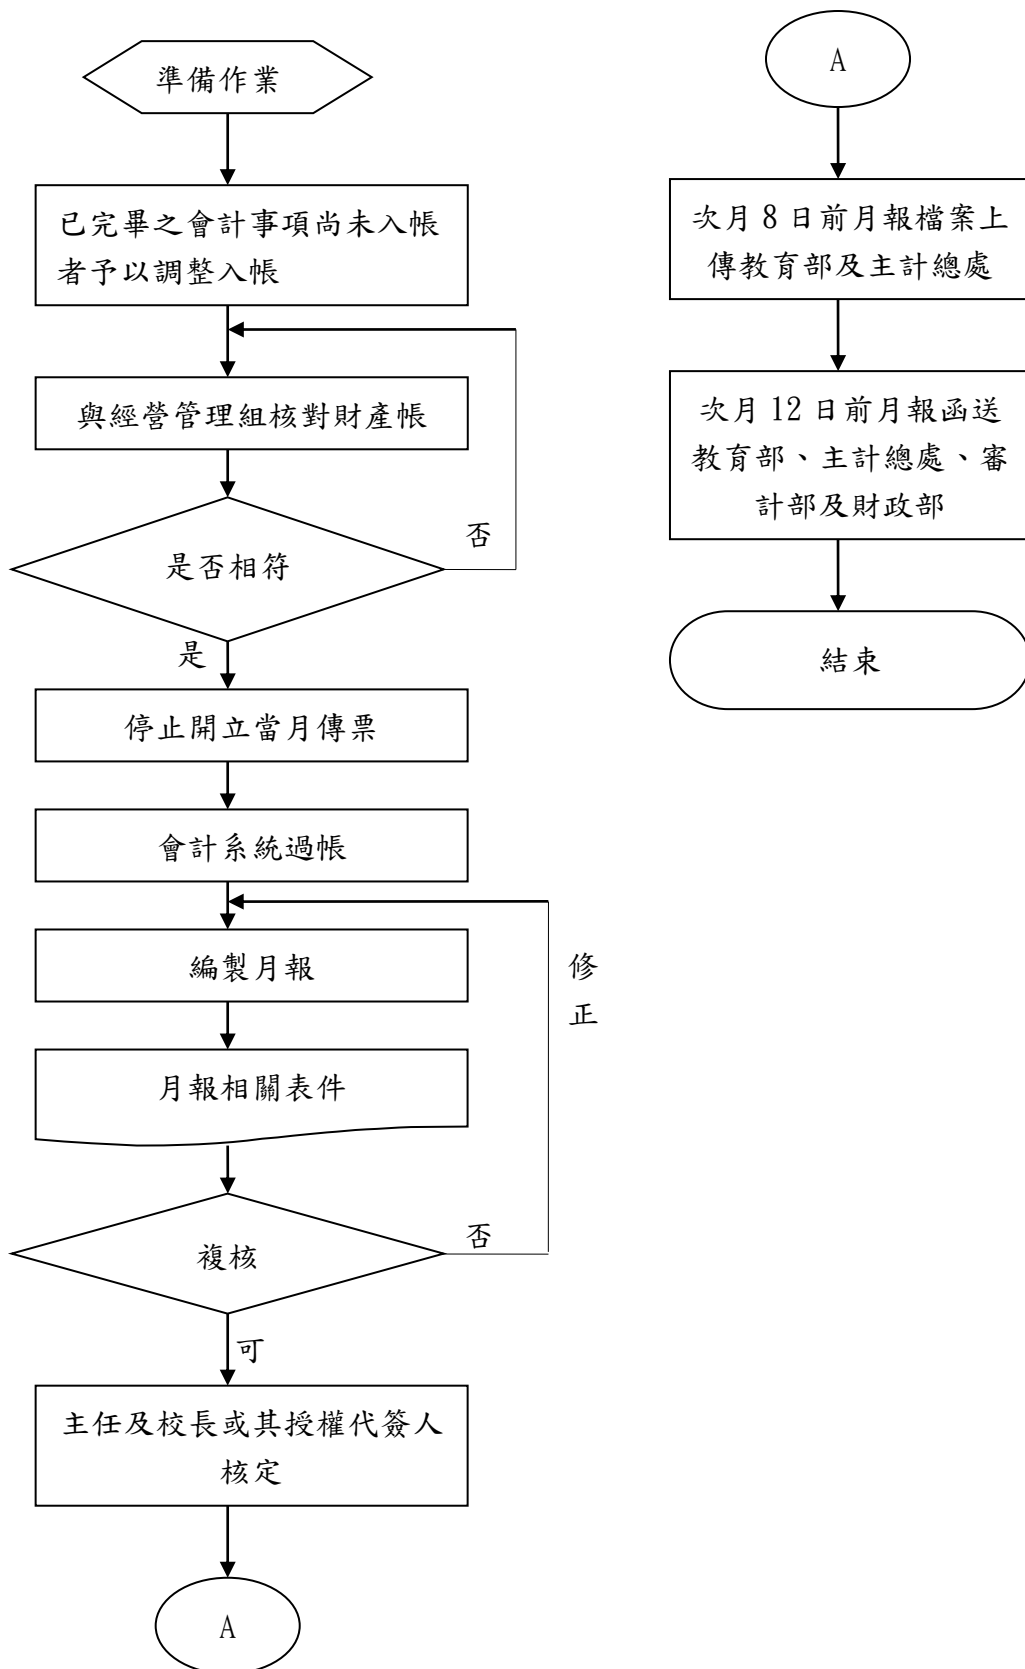 準備作業
已完畢之會計事項尚未入帳
者予以調整入帳
與經營管理組核對財產帳
是否相符
否
是
停止開立當月傳票
會計系統過帳
編製月報
修
正
月報相關表件
複核
否
可
主任及校長或其授權代簽人
核定
A
A
次月 8 日前月報檔案上
傳教育部及主計總處
次月 12 日前月報函送
教育部、主計總處、審
計部及財政部
結束